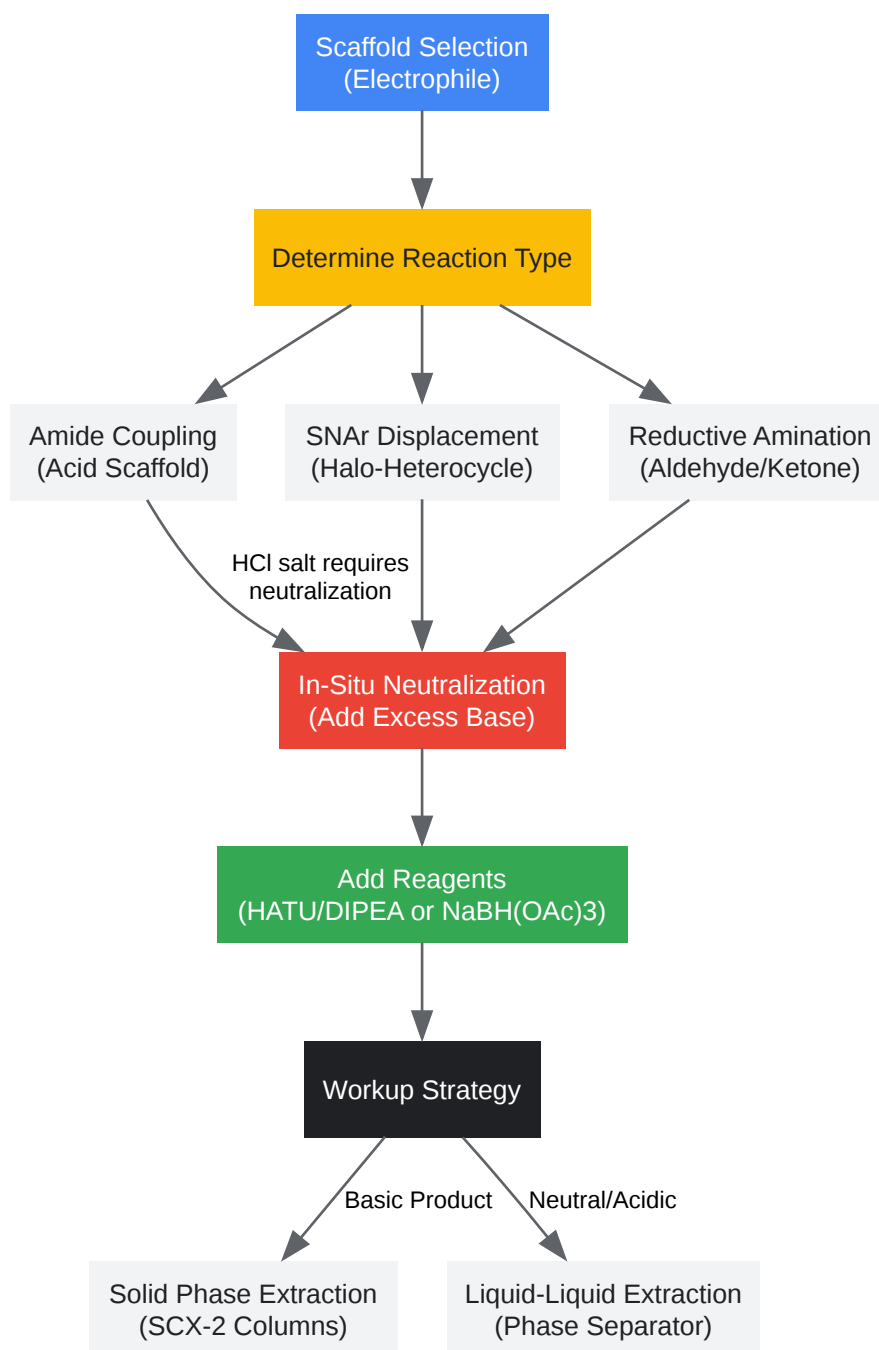 Scaffold Selection
(Electrophile)
Determine Reaction Type
Amide Coupling
(Acid Scaffold)
SNAr Displacement
(Halo-Heterocycle)
Reductive Amination
(Aldehyde/Ketone)
HCl salt requires
neutralization
In-Situ Neutralization
(Add Excess Base)
Add Reagents
(HATU/DIPEA or NaBH(OAc)3)
Workup Strategy
Basic Product
Neutral/Acidic
Solid Phase Extraction
(SCX-2 Columns)
Liquid-Liquid Extraction
(Phase Separator)